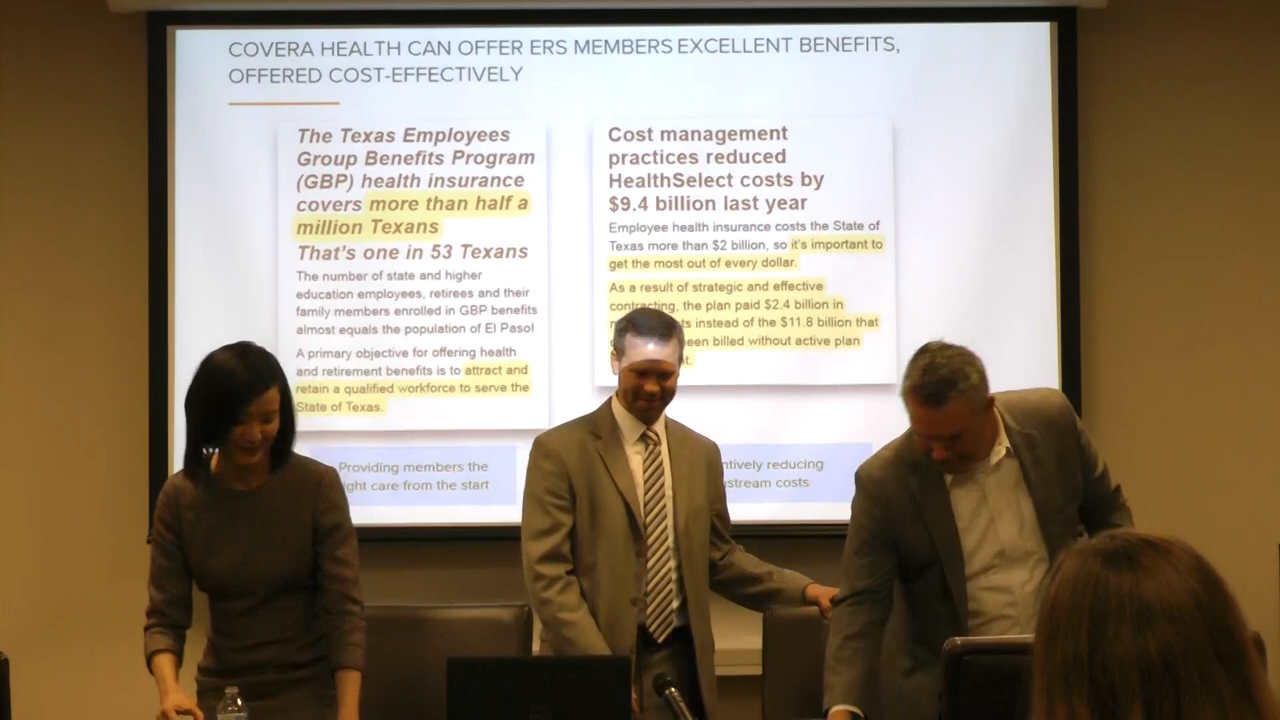 COVERA HEALTH CAN OFFER ERS MEMBERS EXCELLENT BENEFITS,
OFFERED COST-EFFECTIVELY
The Texas Employees
Group Benefits Program
(GBP) health insurance
covers more than half a
million Texans
That's one in 53 Texans
The number of state and higher
education employees, retirees and their
family members enrolled in GBP benefits
almost equals the population of El Paso!
A primary objective for offering health
and retirement benefits is to attract and
retain a qualified workforce to serve the
State of Texas.
Providing members the
care from the start
Cost management
practices reduced
HealthSelect costs by
$9.4 billion last year
Employee health insurance costs the State of
Texas more than $2 billion, so it's important to
get the most out of every dollar.
As a result of strategic and effective
contracting, the plan paid $2.4 billion in
instead of the $11.8 billion that
been billed without active plan
reducing
costs